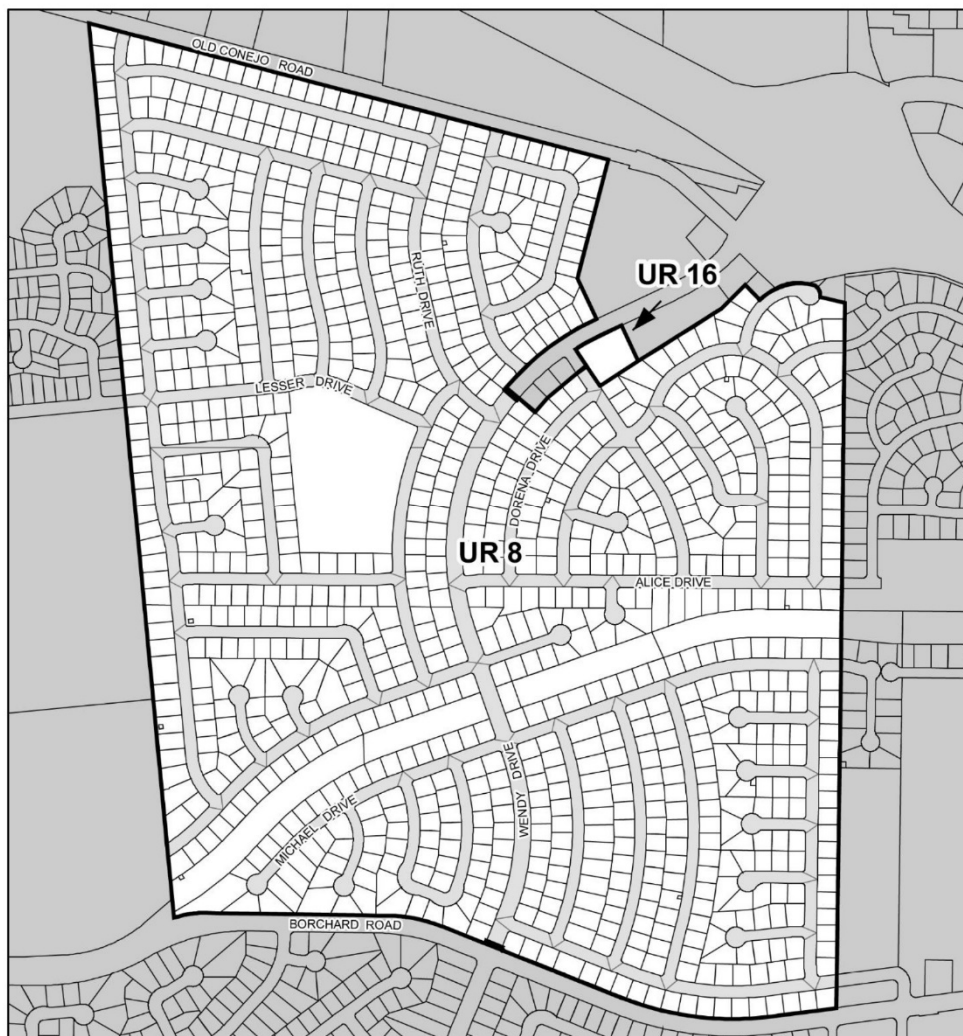 OLD CONEJO ROAD
UR 16
RUTH DRIVE
LESSER DRIVE
DORENA DRIVE
UR 8
ALICE DRIVE
WENDY DRIVE
MICHAEL DRIVE
BORCHARD ROAD